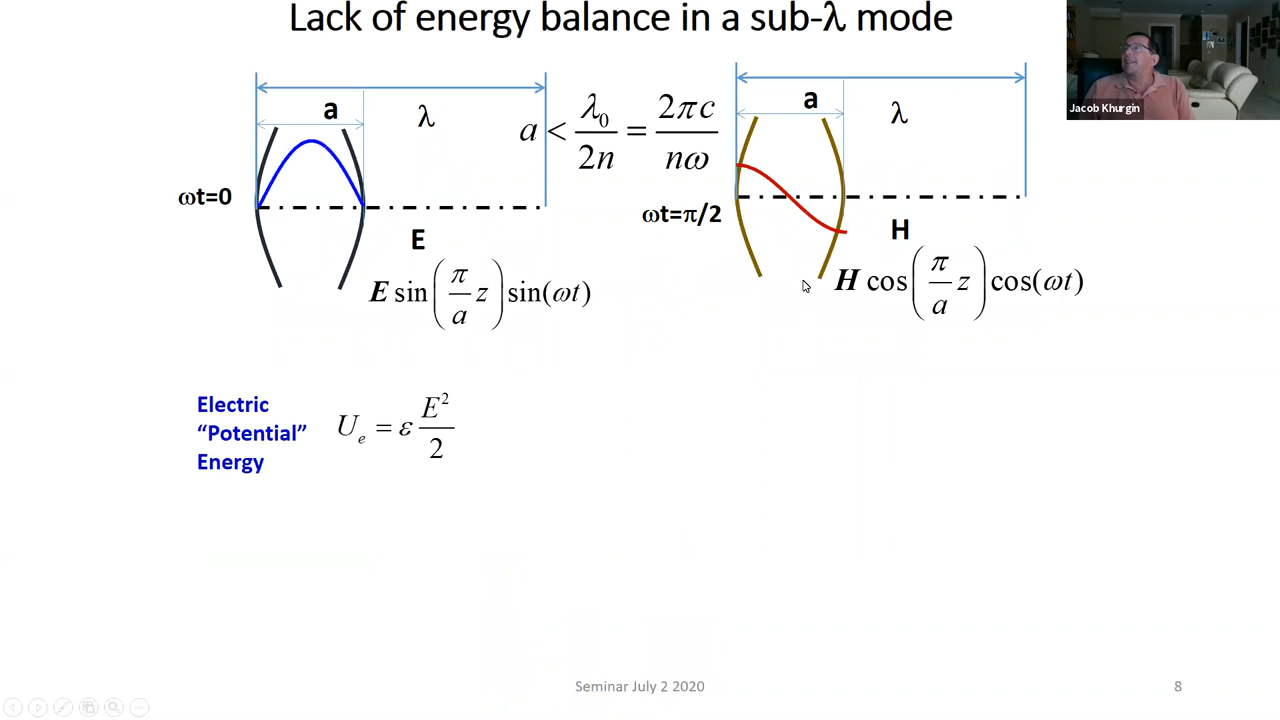 Lack of energy balance in a sub-λ mode
Jacob Khurgin
a
λ
a < λ₀/2n = 2πc/nω
a
λ
ωt=0
ωt=π/2
E
H
E sin(π/a z) sin(ωt)
H cos(π/a z) cos(ωt)
Electric
“Potential”
Energy
Uₑ = ε E²/2
Seminar July 2 2020
8